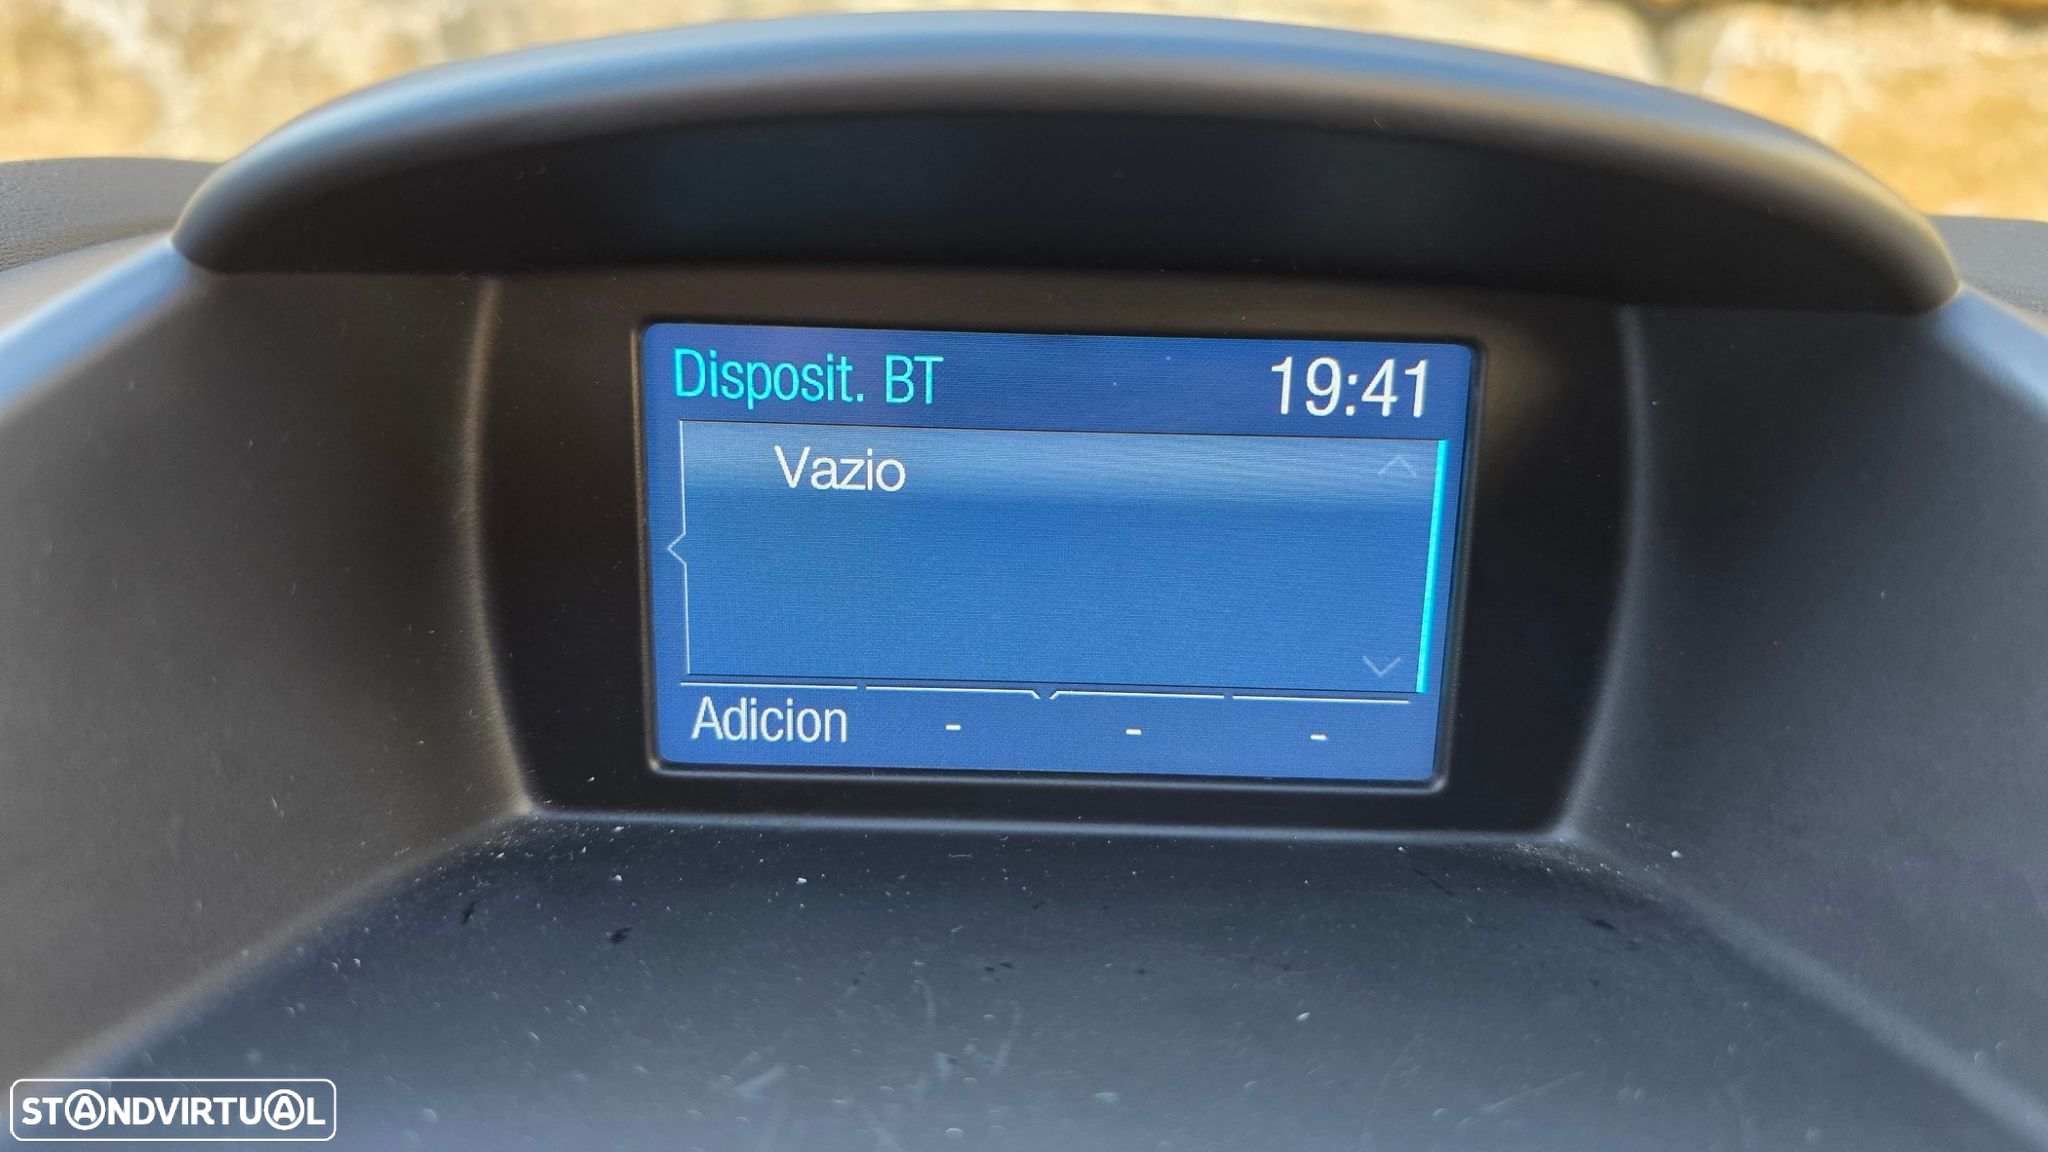 Disposit. BT 19:41
Vazio
Adicion - - -
STANDVIRTUAL